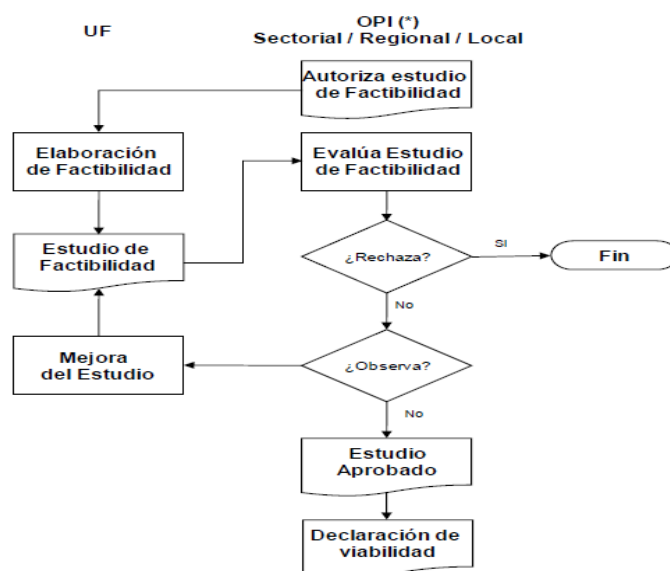 UF
OPI (*)
Sectorial / Regional / Local
Autoriza estudio
de Factibilidad
Elaboración
de Factibilidad
Evalúa Estudio
de Factibilidad
Estudio de
Factibilidad
¿Rechaza?
SI
Fin
No
Mejora
del Estudio
¿Observa?
No
Estudio
Aprobado
Declaración de
viabilidad